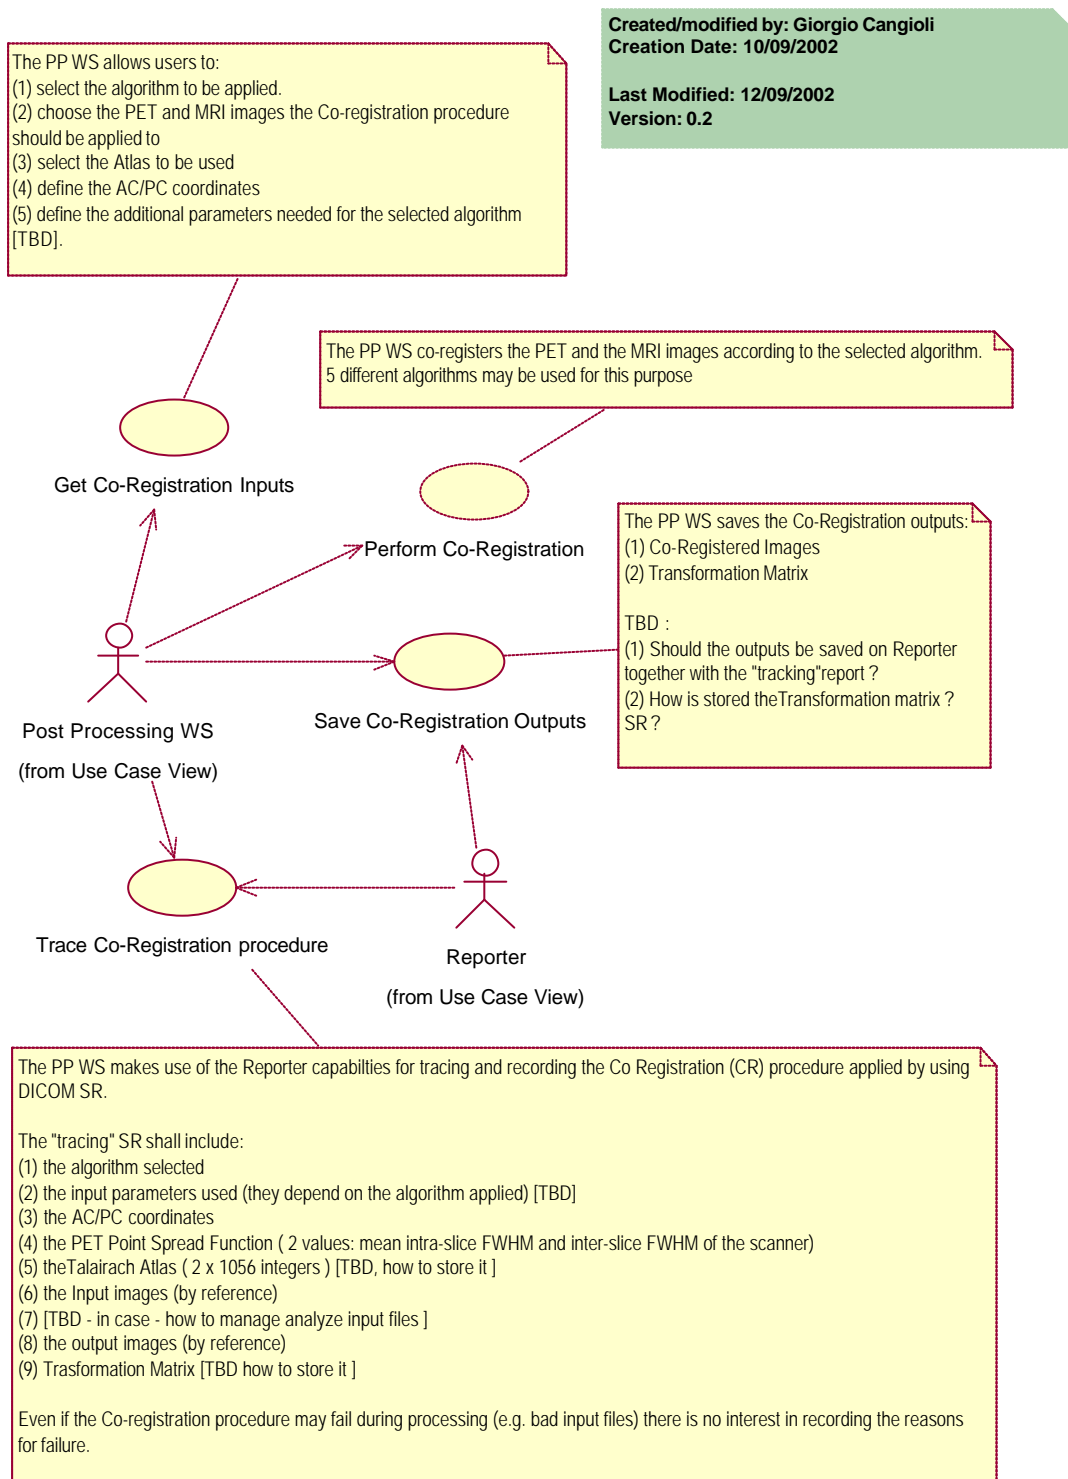 Created/modified by: Giorgio Cangioli
Creation Date: 10/09/2002
Last Modified: 12/09/2002
Version: 0.2
The PP WS allows users to:
(1) select the algorithm to be applied.
(2) choose the PET and MRI images the Co-registration procedure
should be applied to
(3) select the Atlas to be used
(4) define the AC/PC coordinates
(5) define the additional parameters needed for the selected algorithm
[TBD].
The PP WS co-registers the PET and the MRI images according to the selected algorithm.
5 different algorithms may be used for this purpose
Get Co-Registration Inputs
Perform Co-Registration
The PP WS saves the Co-Registration outputs:
(1) Co-Registered Images
(2) Transformation Matrix
TBD :
(1) Should the outputs be saved on Reporter
together with the "tracking"report ?
(2) How is stored theTransformation matrix ?
SR ?
Post Processing WS
(from Use Case View)
Save Co-Registration Outputs
Trace Co-Registration procedure
Reporter
(from Use Case View)
The PP WS makes use of the Reporter capabilties for tracing and recording the Co Registration (CR) procedure applied by using
DICOM SR.
The "tracing" SR shall include:
(1) the algorithm selected
(2) the input parameters used (they depend on the algorithm applied) [TBD]
(3) the AC/PC coordinates
(4) the PET Point Spread Function ( 2 values: mean intra-slice FWHM and inter-slice FWHM of the scanner)
(5) theTalairach Atlas ( 2 x 1056 integers ) [TBD, how to store it ]
(6) the Input images (by reference)
(7) [TBD - in case - how to manage analyze input files ]
(8) the output images (by reference)
(9) Trasformation Matrix [TBD how to store it ]
Even if the Co-registration procedure may fail during processing (e.g. bad input files) there is no interest in recording the reasons
for failure.